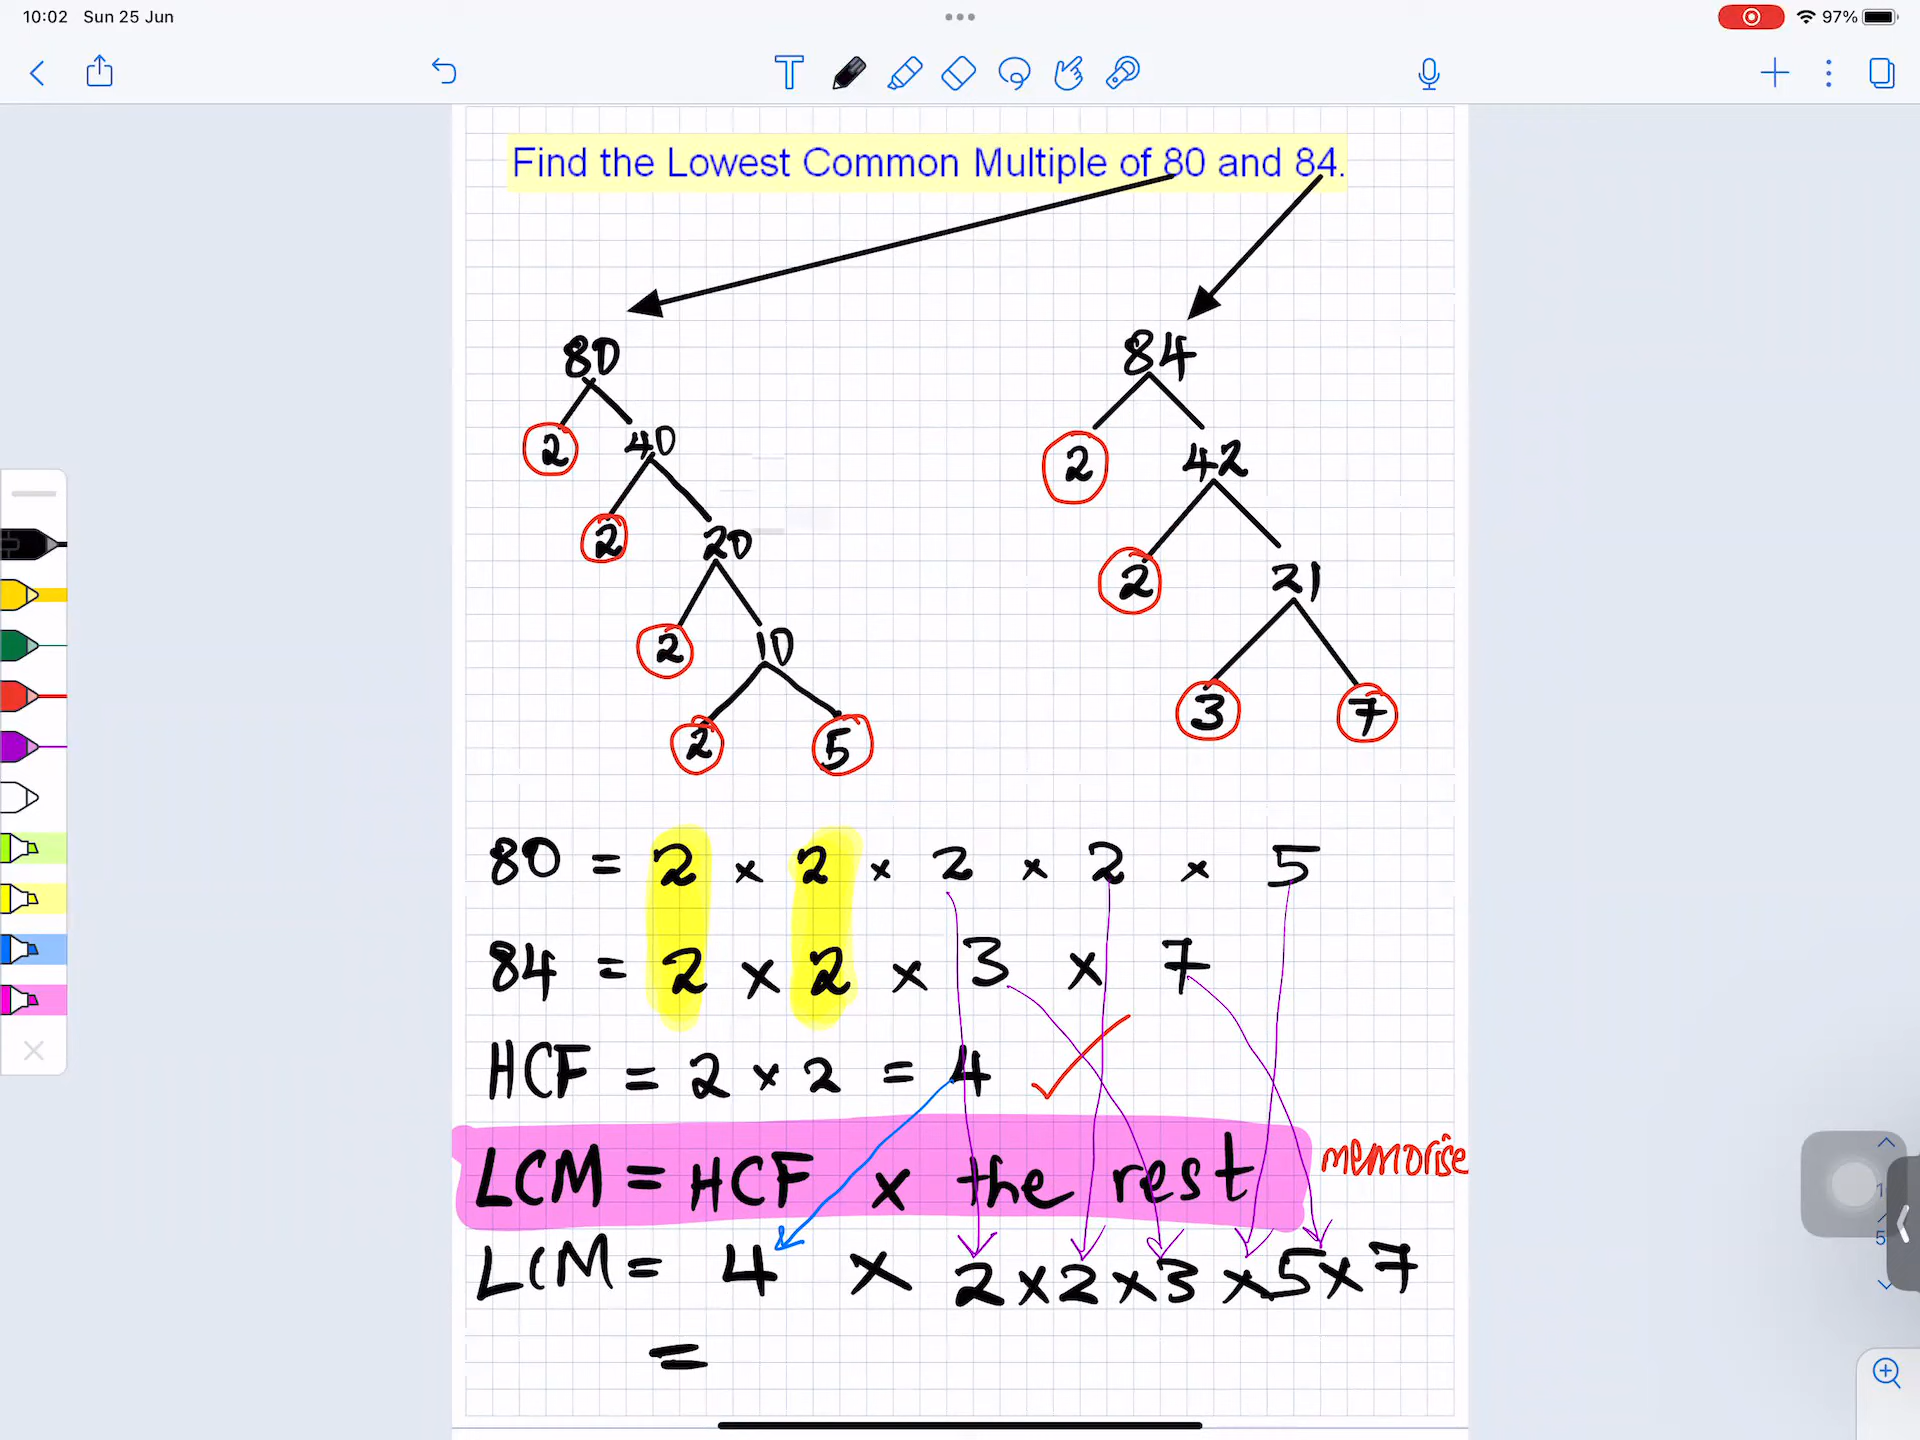 10:02 Sun 25 Jun
97%
T
Find the Lowest Common Multiple of 80 and 84.
80 84
2 40 2 42
2 20 2 21
2 10 3 7
2 5
80 = 2 × 2 × 2 × 2 × 5
84 = 2 × 2 × 3 × 7
HCF = 2 × 2 = 4
LCM = HCF × the rest memorise
LCM = 4 × 2 × 2 × 3 × 5 × 7
=
1
5